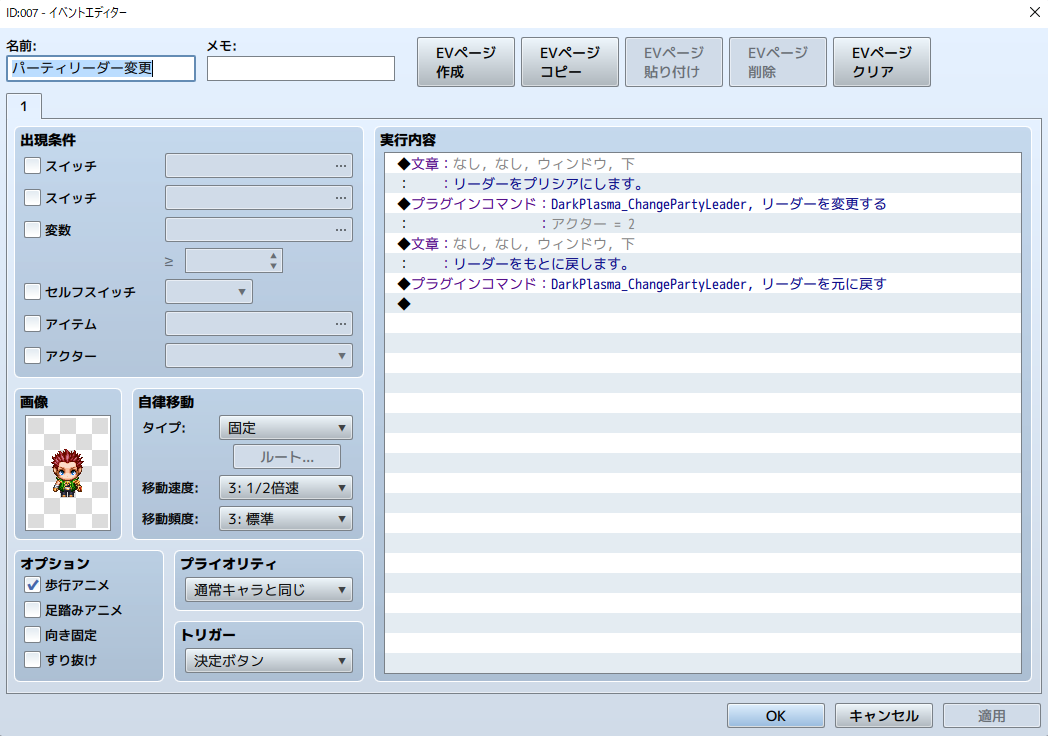 ID:007 - イベントエディター
名前:
メモ:
パーティリーダー変更
EVページ
作成
EVページ
コピー
EVページ
貼り付け
EVページ
削除
EVページ
クリア
1
出現条件
スイッチ
...
スイッチ
...
変数
...
≥
セルフスイッチ
アイテム
...
アクター
画像
自律移動
タイプ:
固定
ルート...
移動速度:
3: 1/2倍速
移動頻度:
3: 標準
オプション
歩行アニメ
足踏みアニメ
向き固定
すり抜け
プライオリティ
通常キャラと同じ
トリガー
決定ボタン
実行内容
◆文章：なし, なし, ウィンドウ, 下
：　　：リーダーをプリシアにします。
◆プラグインコマンド：DarkPlasma_ChangePartyLeader, リーダーを変更する
：　　　　　　　　　：アクター = 2
◆文章：なし, なし, ウィンドウ, 下
：　　：リーダーをもとに戻します。
◆プラグインコマンド：DarkPlasma_ChangePartyLeader, リーダーを元に戻す
◆
OK
キャンセル
適用